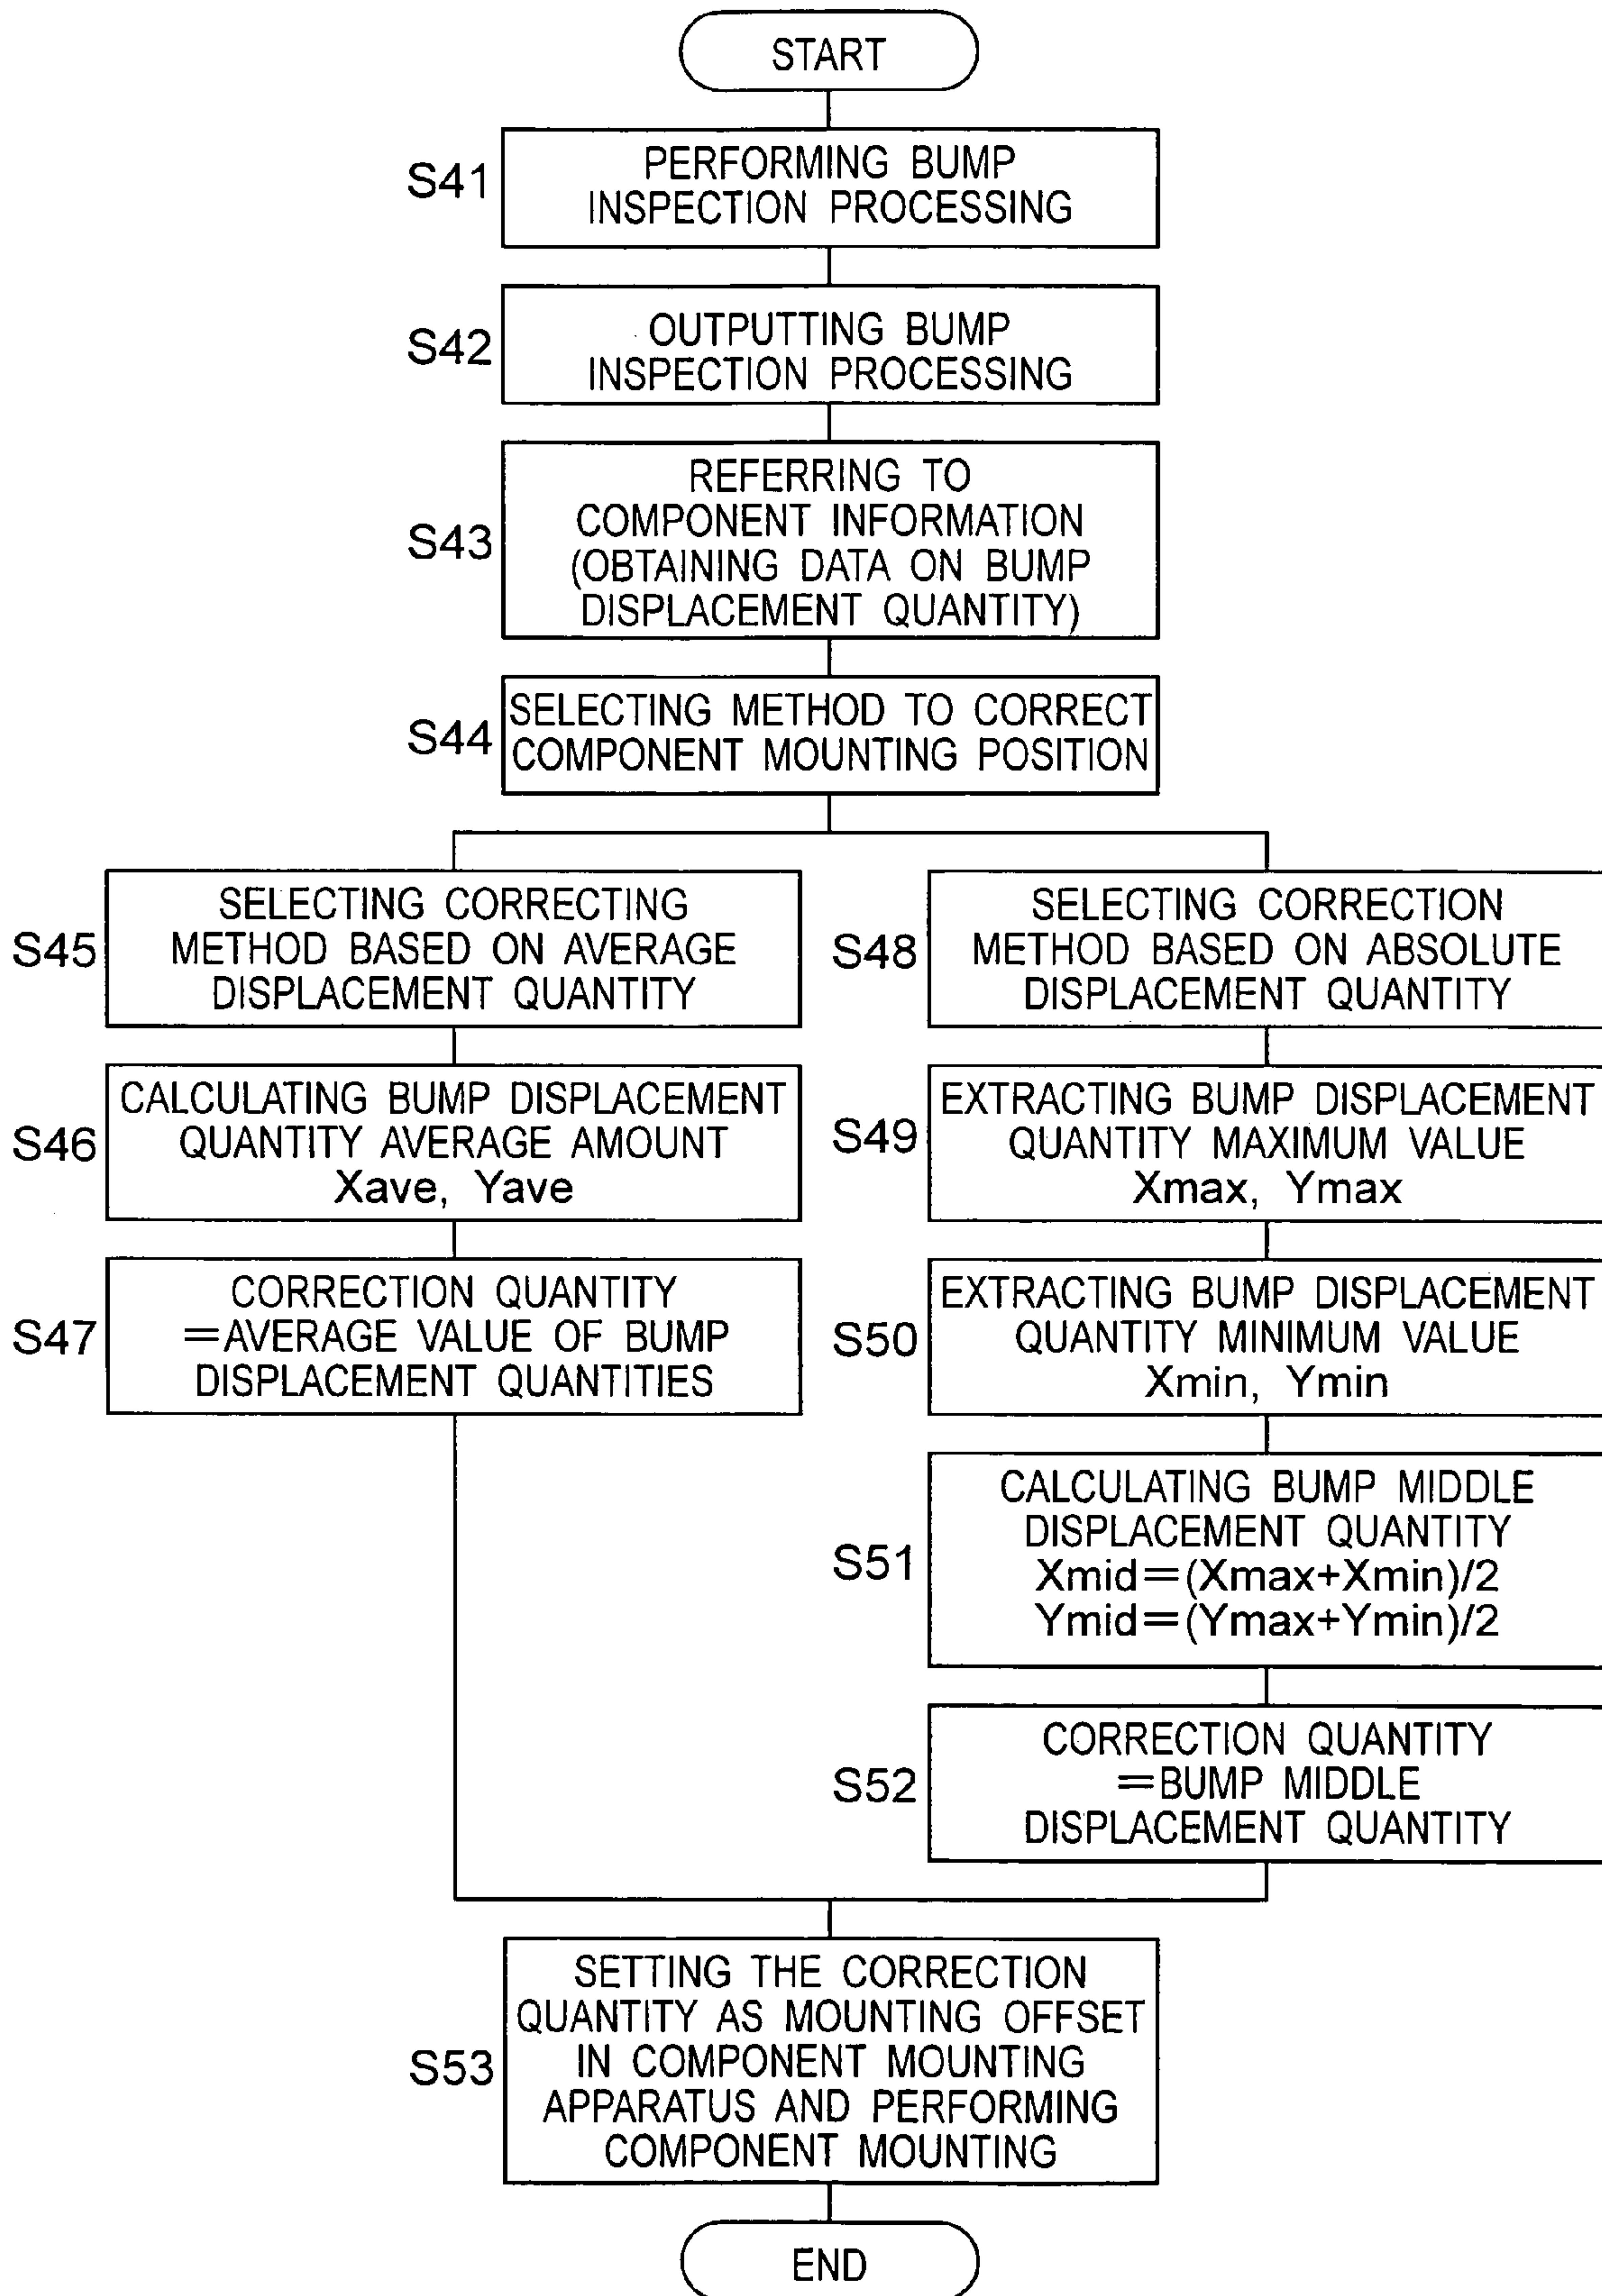 START
S41
PERFORMING BUMP
INSPECTION PROCESSING
S42
OUTPUTTING BUMP
INSPECTION PROCESSING
S43
REFERRING TO
COMPONENT INFORMATION
(OBTAINING DATA ON BUMP
DISPLACEMENT QUANTITY)
S44
SELECTING METHOD TO CORRECT
COMPONENT MOUNTING POSITION
S45
SELECTING CORRECTING
METHOD BASED ON AVERAGE
DISPLACEMENT QUANTITY
S46
CALCULATING BUMP DISPLACEMENT
QUANTITY AVERAGE AMOUNT
Xave, Yave
S47
CORRECTION QUANTITY
=AVERAGE VALUE OF BUMP
DISPLACEMENT QUANTITIES
S48
SELECTING CORRECTION
METHOD BASED ON ABSOLUTE
DISPLACEMENT QUANTITY
S49
EXTRACTING BUMP DISPLACEMENT
QUANTITY MAXIMUM VALUE
Xmax, Ymax
S50
EXTRACTING BUMP DISPLACEMENT
QUANTITY MINIMUM VALUE
Xmin, Ymin
S51
CALCULATING BUMP MIDDLE
DISPLACEMENT QUANTITY
Xmid=(Xmax+Xmin)/2
Ymid=(Ymax+Ymin)/2
S52
CORRECTION QUANTITY
=BUMP MIDDLE
DISPLACEMENT QUANTITY
S53
SETTING THE CORRECTION
QUANTITY AS MOUNTING OFFSET
IN COMPONENT MOUNTING
APPARATUS AND PERFORMING
COMPONENT MOUNTING
END